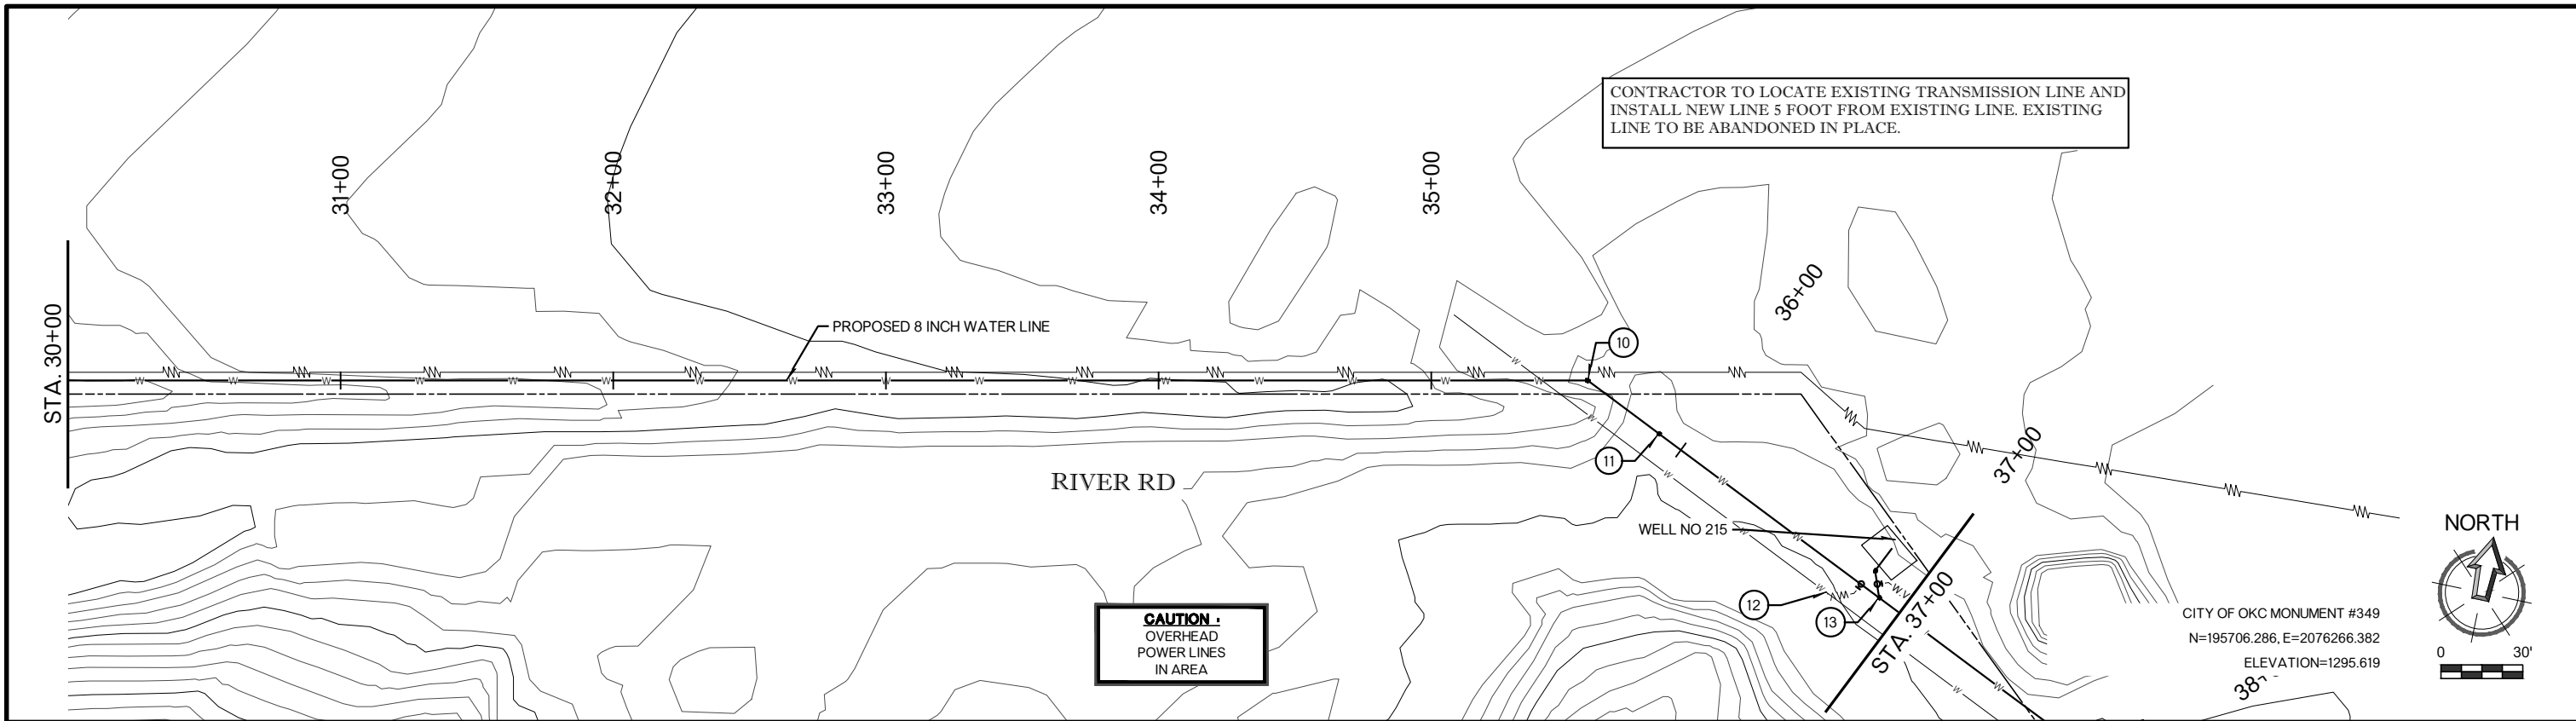 CONTRACTOR TO LOCATE EXISTING TRANSMISSION LINE AND
INSTALL NEW LINE 5 FOOT FROM EXISTING LINE. EXISTING
LINE TO BE ABANDONED IN PLACE.
31+00
32+00
33+00
34+00
35+00
36+00
37+00
STA. 30+00
PROPOSED 8 INCH WATER LINE
10
11
RIVER RD
WELL NO 215
12
13
W.V
STA. 37+00
CAUTION :
OVERHEAD
POWER LINES
IN AREA
CITY OF OKC MONUMENT #349
N=195706.286, E=2076266.382
ELEVATION=1295.619
NORTH
0 30'